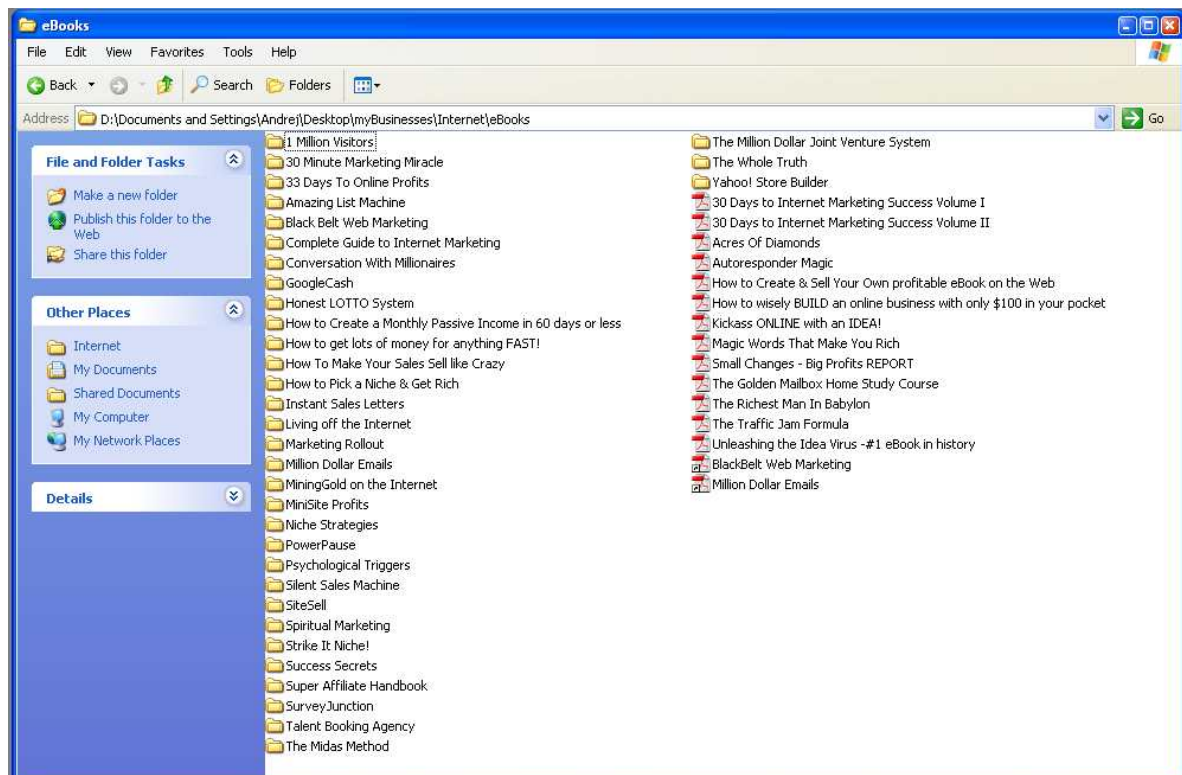 eBooks
File Edit View Favorites Tools Help
Back Search Folders
Address D:\Documents and Settings\Andrej\Desktop\myBusinesses\Internet\eBooks Go
File and Folder Tasks
Make a new folder
Publish this folder to the
Web
Share this folder
Other Places
Internet
My Documents
Shared Documents
My Computer
My Network Places
Details
1 Million Visitors
30 Minute Marketing Miracle
33 Days To Online Profits
Amazing List Machine
Black Belt Web Marketing
Complete Guide to Internet Marketing
Conversation With Millionaires
GoogleCash
Honest LOTTO System
How to Create a Monthly Passive Income in 60 days or less
How to get lots of money for anything FAST!
How To Make Your Sales Sell like Crazy
How to Pick a Niche & Get Rich
Instant Sales Letters
Living off the Internet
Marketing Rollout
Million Dollar Emails
MiningGold on the Internet
MiniSite Profits
Niche Strategies
PowerPause
Psychological Triggers
Silent Sales Machine
SiteSell
Spiritual Marketing
Strike It Niche!
Success Secrets
Super Affiliate Handbook
SurveyJunction
Talent Booking Agency
The Midas Method
The Million Dollar Joint Venture System
The Whole Truth
Yahoo! Store Builder
30 Days to Internet Marketing Success Volume I
30 Days to Internet Marketing Success Volume II
Acres Of Diamonds
Autoresponder Magic
How to Create & Sell Your Own profitable eBook on the Web
How to wisely BUILD an online business with only $100 in your pocket
Kickass ONLINE with an IDEA!
Magic Words That Make You Rich
Small Changes - Big Profits REPORT
The Golden Mailbox Home Study Course
The Richest Man In Babylon
The Traffic Jam Formula
Unleashing the Idea Virus -#1 eBook in history
BlackBelt Web Marketing
Million Dollar Emails